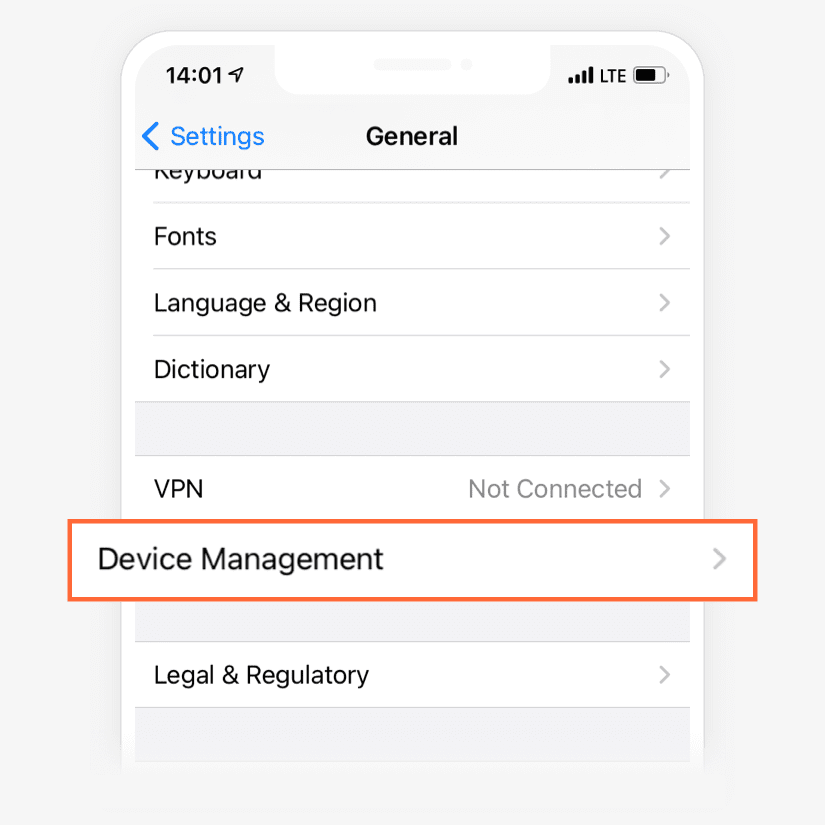 14:01 LTE
Settings General
Keyboard
Fonts
Language & Region
Dictionary
VPN Not Connected
Device Management
Legal & Regulatory